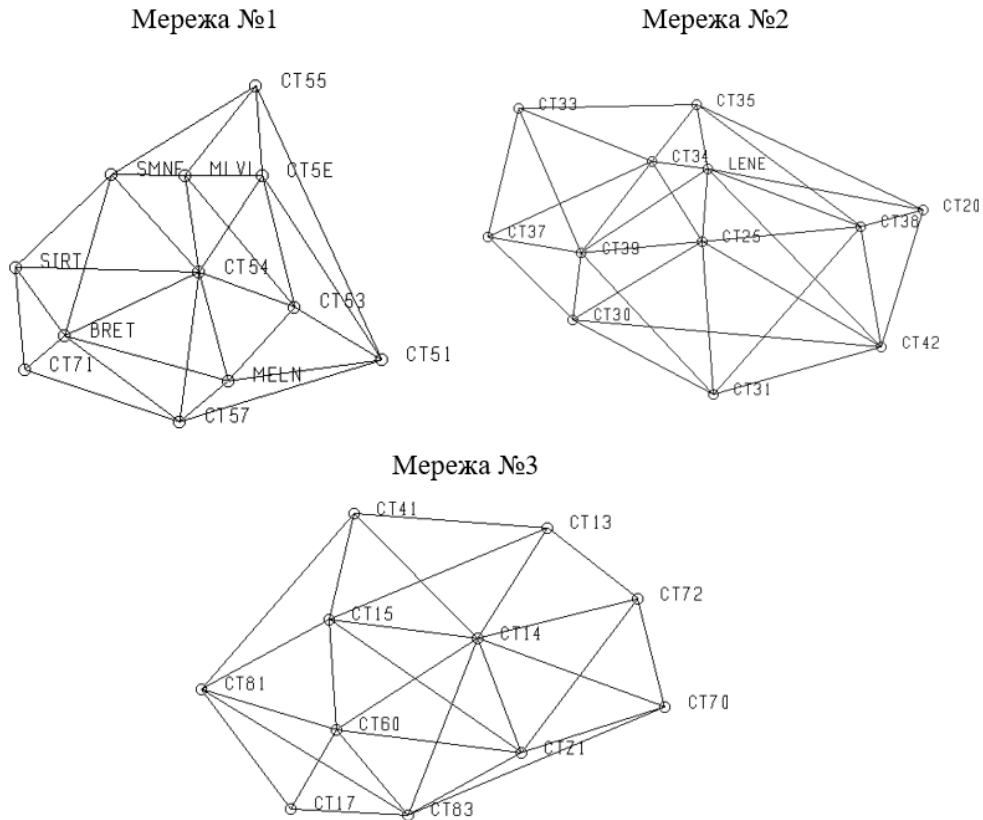 Мережа №1
Мережа №2
CT55
SMNE
MLVL
CT5E
SIRT
CT54
CT53
BRET
CT51
CT71
MELN
CT57
CT33
CT35
CT34
LENE
CT20
CT38
CT37
CT39
CT25
CT30
CT42
CT31
Мережа №3
CT41
CT13
CT72
CT15
CT14
CT81
CT70
CT60
CTZ1
CT17
CT83